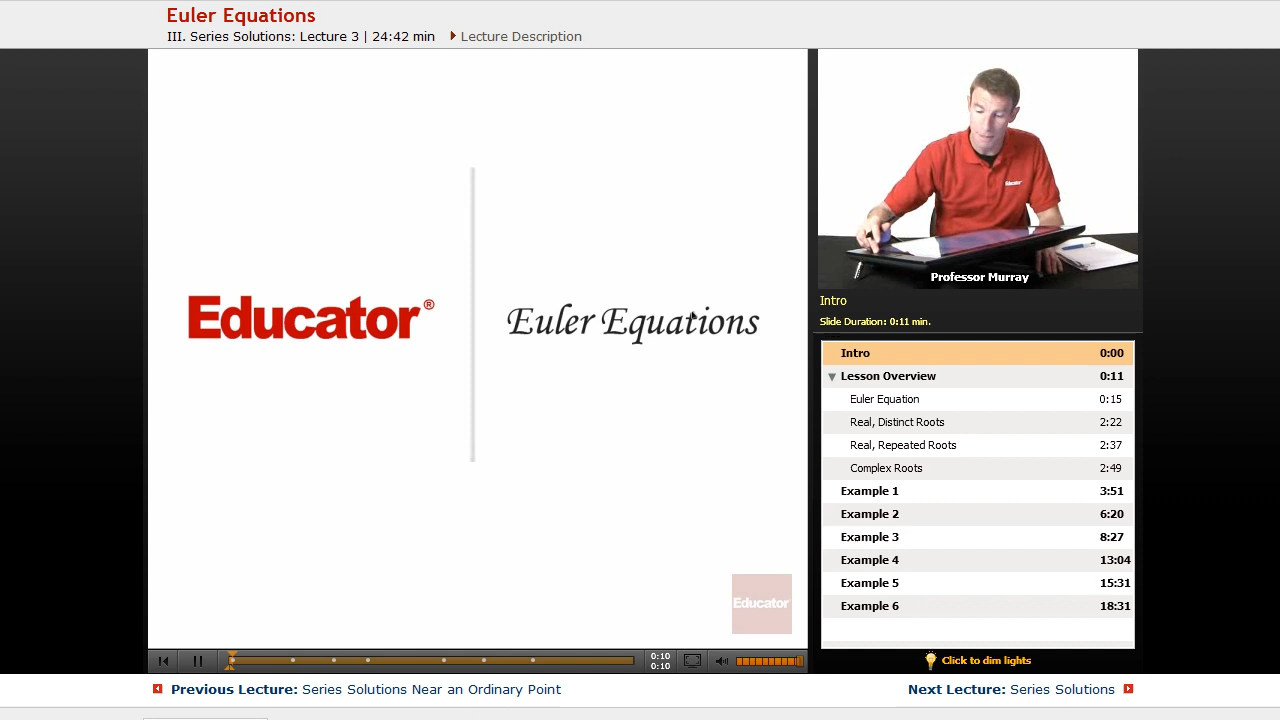 Euler Equations
III. Series Solutions: Lecture 3 | 24:42 min Lecture Description
Educator®
Euler Equations
Educator
Educator
Professor Murray
Intro
Slide Duration: 0:11 min.
Intro 0:00
Lesson Overview 0:11
Euler Equation 0:15
Real, Distinct Roots 2:22
Real, Repeated Roots 2:37
Complex Roots 2:49
Example 1 3:51
Example 2 6:20
Example 3 8:27
Example 4 13:04
Example 5 15:31
Example 6 18:31
0:10
0:10
Click to dim lights
Previous Lecture: Series Solutions Near an Ordinary Point
Next Lecture: Series Solutions